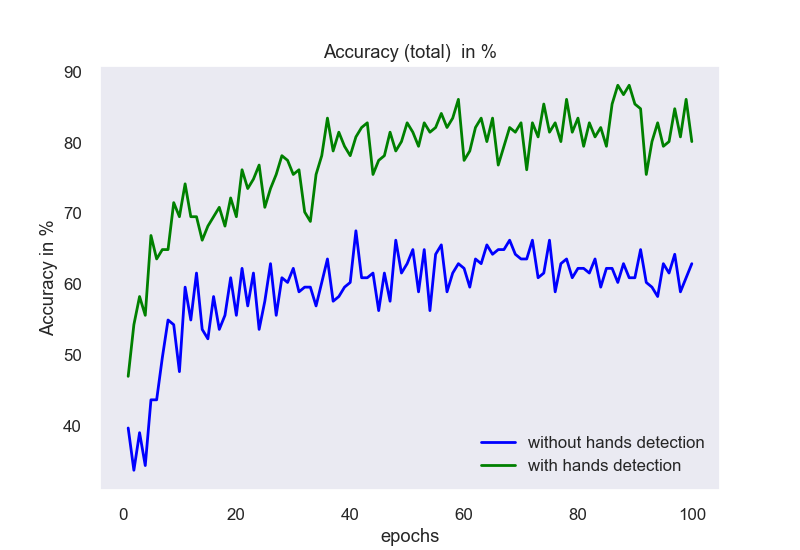 Accuracy (total)  in %
90
80
70
60
50
40
Accuracy in %
without hands detection
with hands detection
0
20
40
60
80
100
epochs